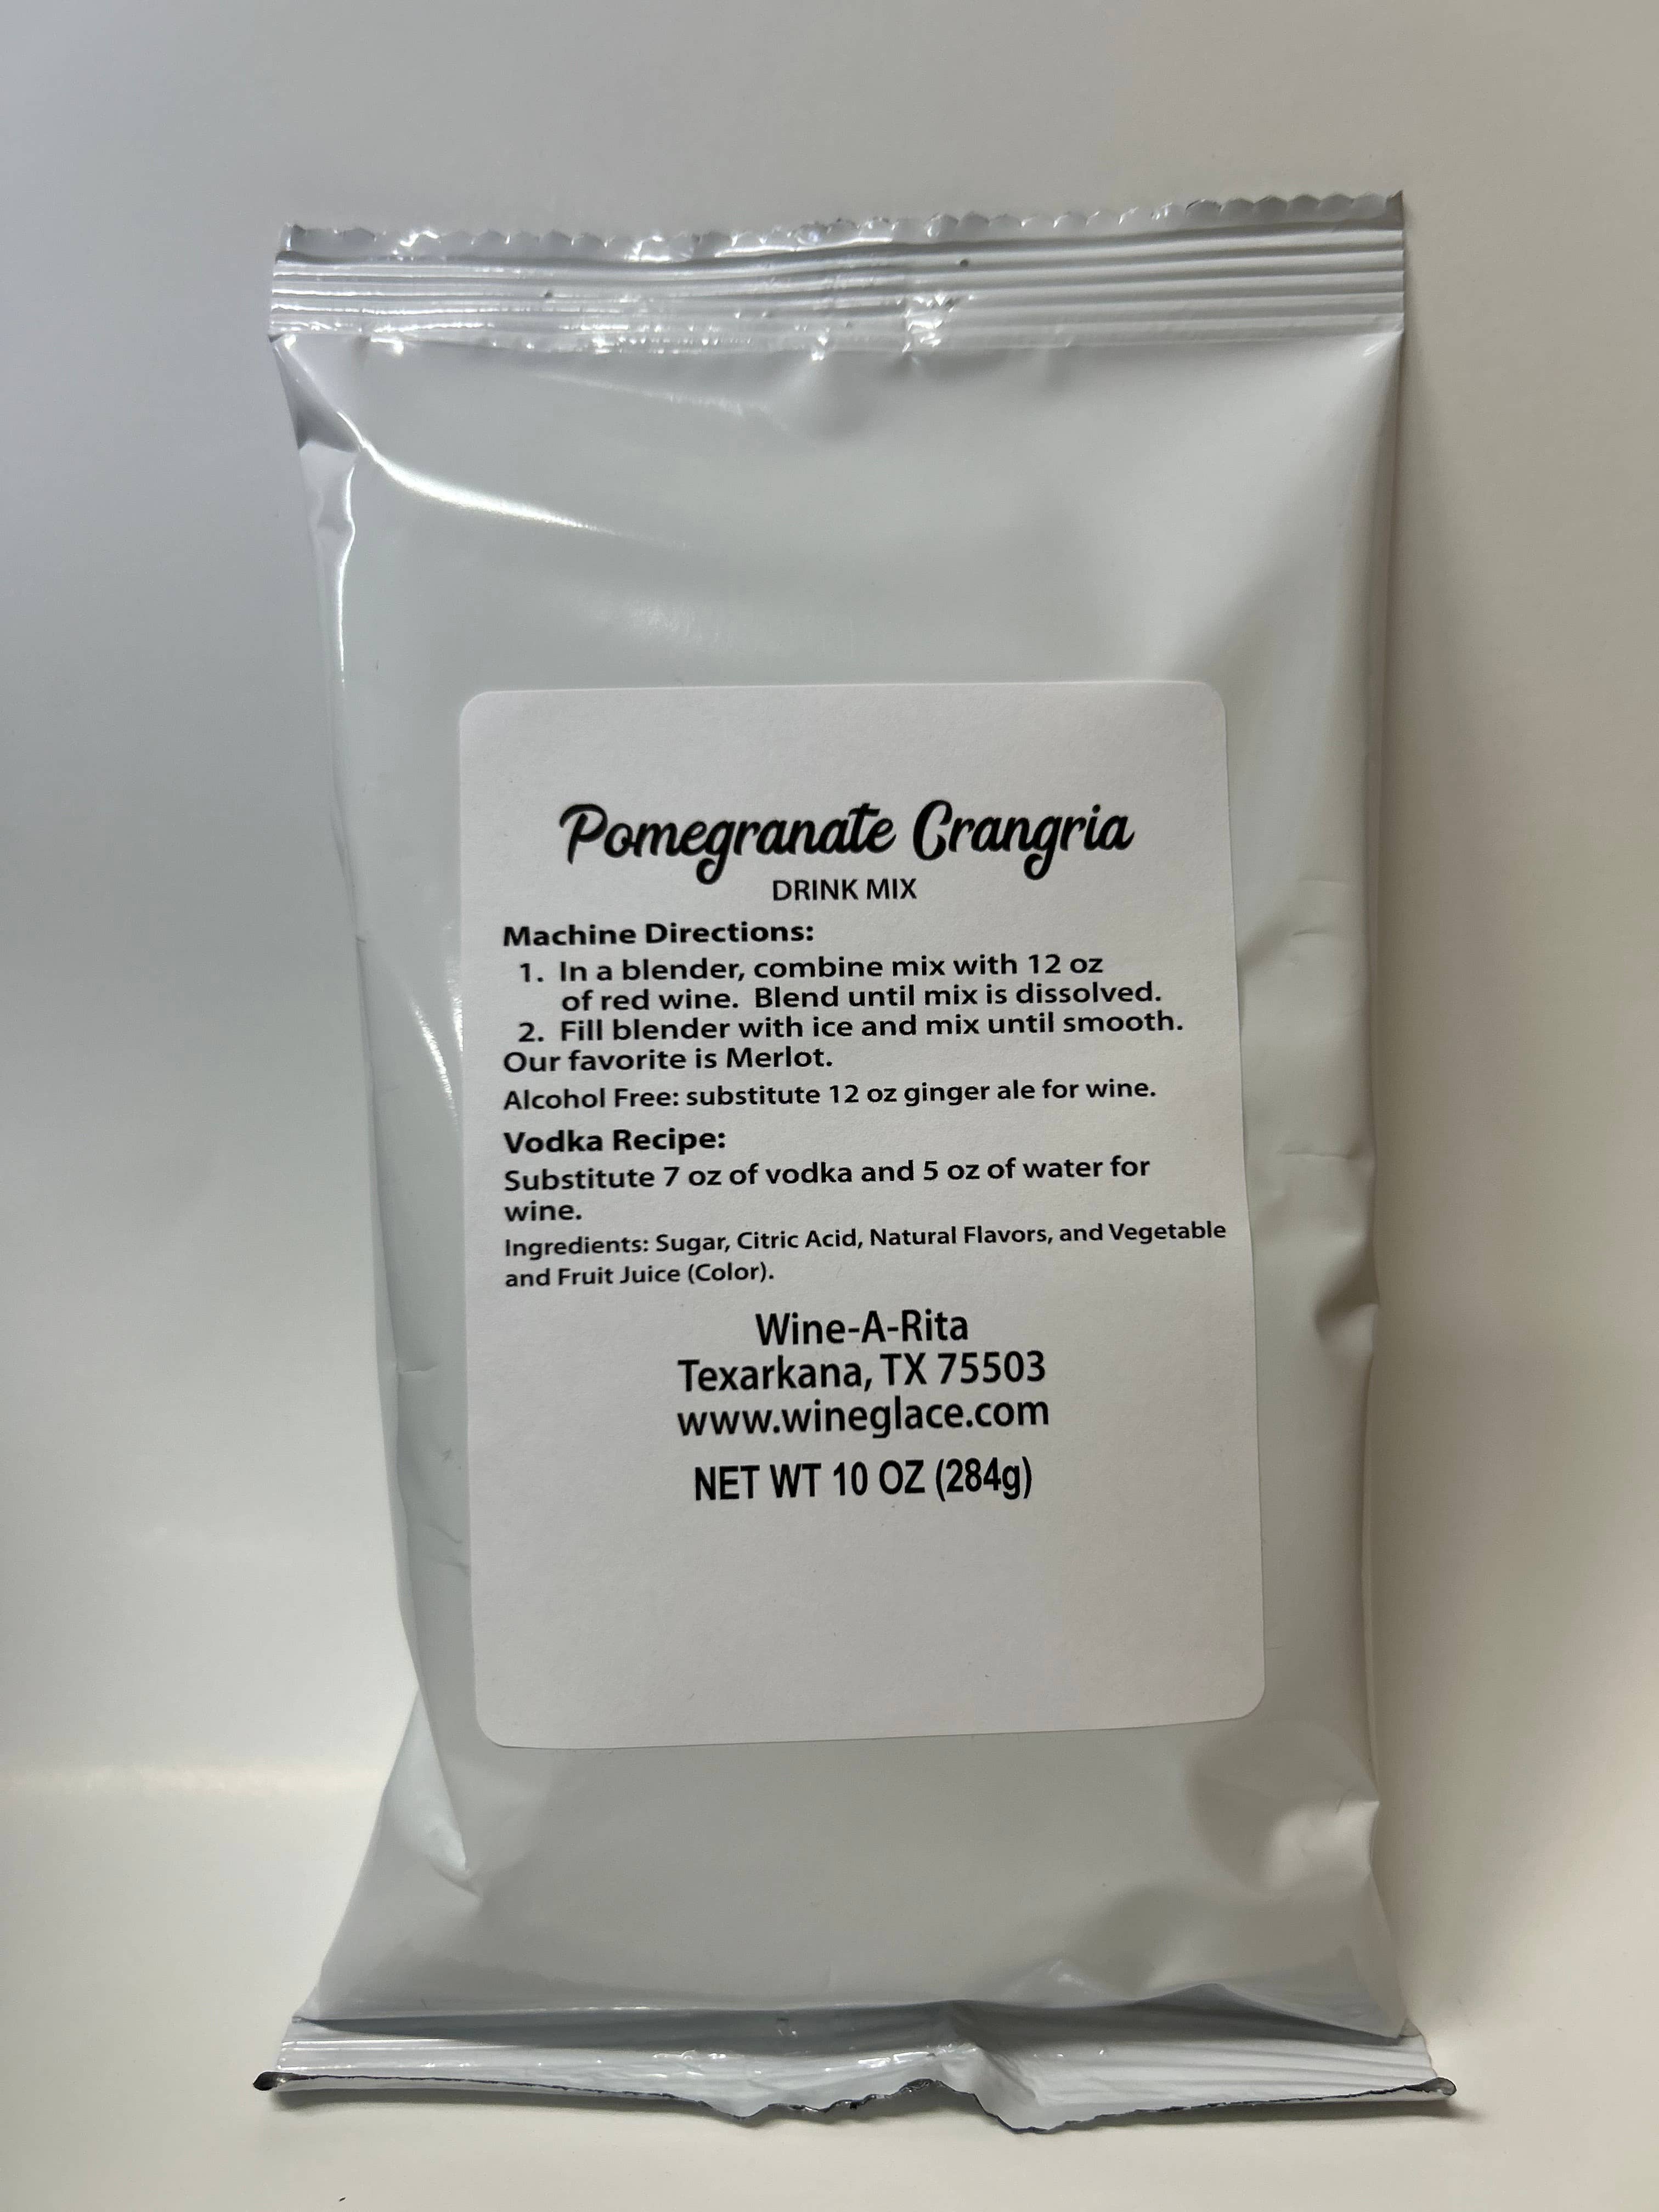 Pomegranate Crangria
DRINK MIX
Machine Directions:
1. In a blender, combine mix with 12 oz
of red wine. Blend until mix is dissolved.
2. Fill blender with ice and mix until smooth.
Our favorite is Merlot.
Alcohol Free: substitute 12 oz ginger ale for wine.
Vodka Recipe:
Substitute 7 oz of vodka and 5 oz of water for
wine.
Ingredients: Sugar, Citric Acid, Natural Flavors, and Vegetable
and Fruit Juice (Color).
Wine-A-Rita
Texarkana, TX 75503
www.wineglace.com
NET WT 10 OZ (284g)